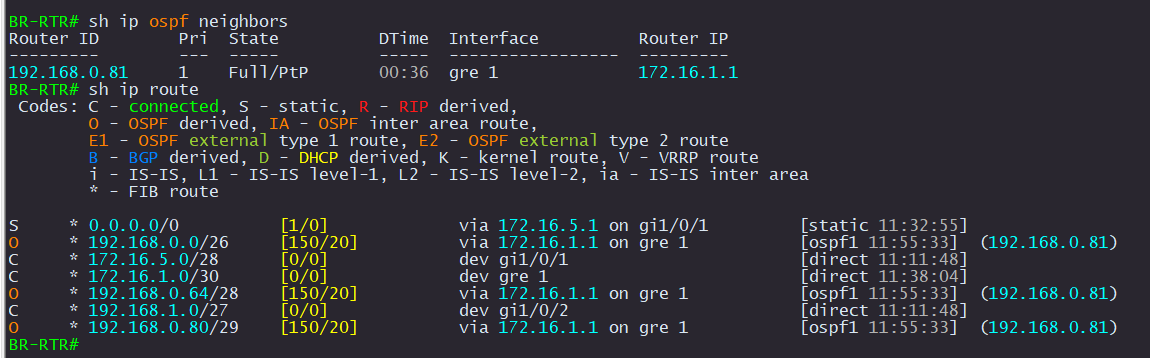 BR-RTR# sh ip ospf neighbors
Router ID        Pri  State          DTime  Interface          Router IP
---------        ---  -----          -----  -----------------  ---------
192.168.0.81     1    Full/PtP       00:36  gre 1              172.16.1.1
BR-RTR# sh ip route
 Codes: C - connected, S - static, R - RIP derived,
        O - OSPF derived, IA - OSPF inter area route,
        E1 - OSPF external type 1 route, E2 - OSPF external type 2 route
        B - BGP derived, D - DHCP derived, K - kernel route, V - VRRP route
        i - IS-IS, L1 - IS-IS level-1, L2 - IS-IS level-2, ia - IS-IS inter area
        * - FIB route

S     * 0.0.0.0/0          [1/0]             via 172.16.5.1 on gi1/0/1         [static 11:32:55]
O     * 192.168.0.0/26     [150/20]          via 172.16.1.1 on gre 1           [ospf1 11:55:33]  (192.168.0.81)
C     * 172.16.5.0/28      [0/0]             dev gi1/0/1                       [direct 11:11:48]
C     * 172.16.1.0/30      [0/0]             dev gre 1                         [direct 11:38:04]
O     * 192.168.0.64/28    [150/20]          via 172.16.1.1 on gre 1           [ospf1 11:55:33]  (192.168.0.81)
C     * 192.168.1.0/27     [0/0]             dev gi1/0/2                       [direct 11:11:48]
O     * 192.168.0.80/29    [150/20]          via 172.16.1.1 on gre 1           [ospf1 11:55:33]  (192.168.0.81)
BR-RTR#